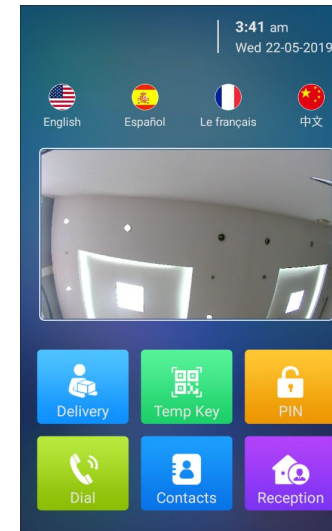 3:41 am
Wed 22-05-2019
English
Español
Le français
中文
Delivery
Temp Key
PIN
Dial
Contacts
Reception